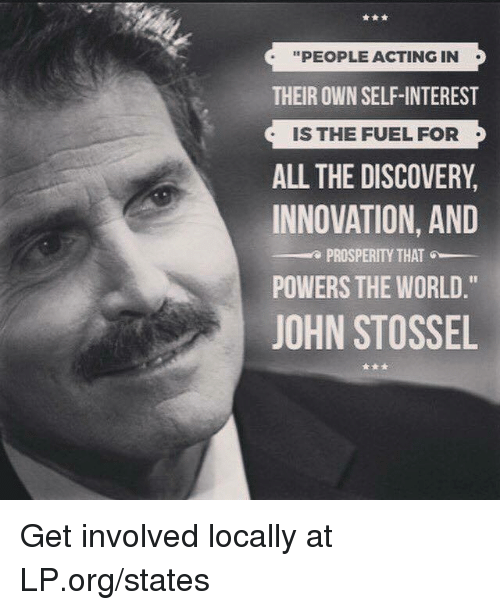 "PEOPLE ACTING IN
THEIR OWN SELF-INTEREST
IS THE FUEL FOR
ALL THE DISCOVERY,
INNOVATION, AND
PROSPERITY THAT
POWERS THE WORLD."
JOHN STOSSEL
Get involved locally at
LP.org/states